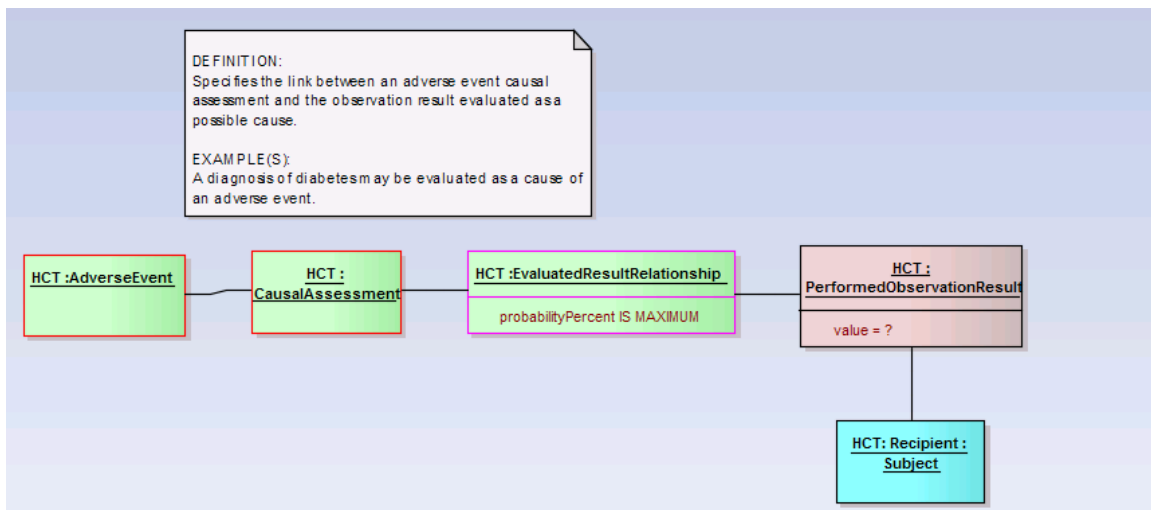 DEFINITION:
Specifies the link between an adverse event causal
assessment and the observation result evaluated as a
possible cause.
EXAMPLE(S):
A diagnosis of diabetes may be evaluated as a cause of
an adverse event.
HCT :AdverseEvent
HCT :
CausalAssessment
HCT :EvaluatedResultRelationship
probabilityPercent IS MAXIMUM
HCT :
PerformedObservationResult
value = ?
HCT: Recipient :
Subject